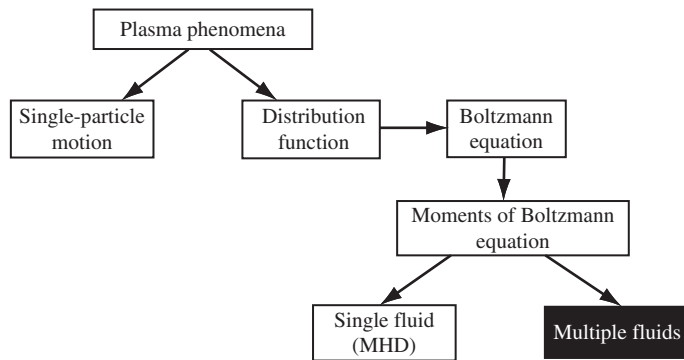 Plasma phenomena
Single-particle
motion
Distribution
function
Boltzmann
equation
Moments of Boltzmann
equation
Single fluid
(MHD)
Multiple fluids